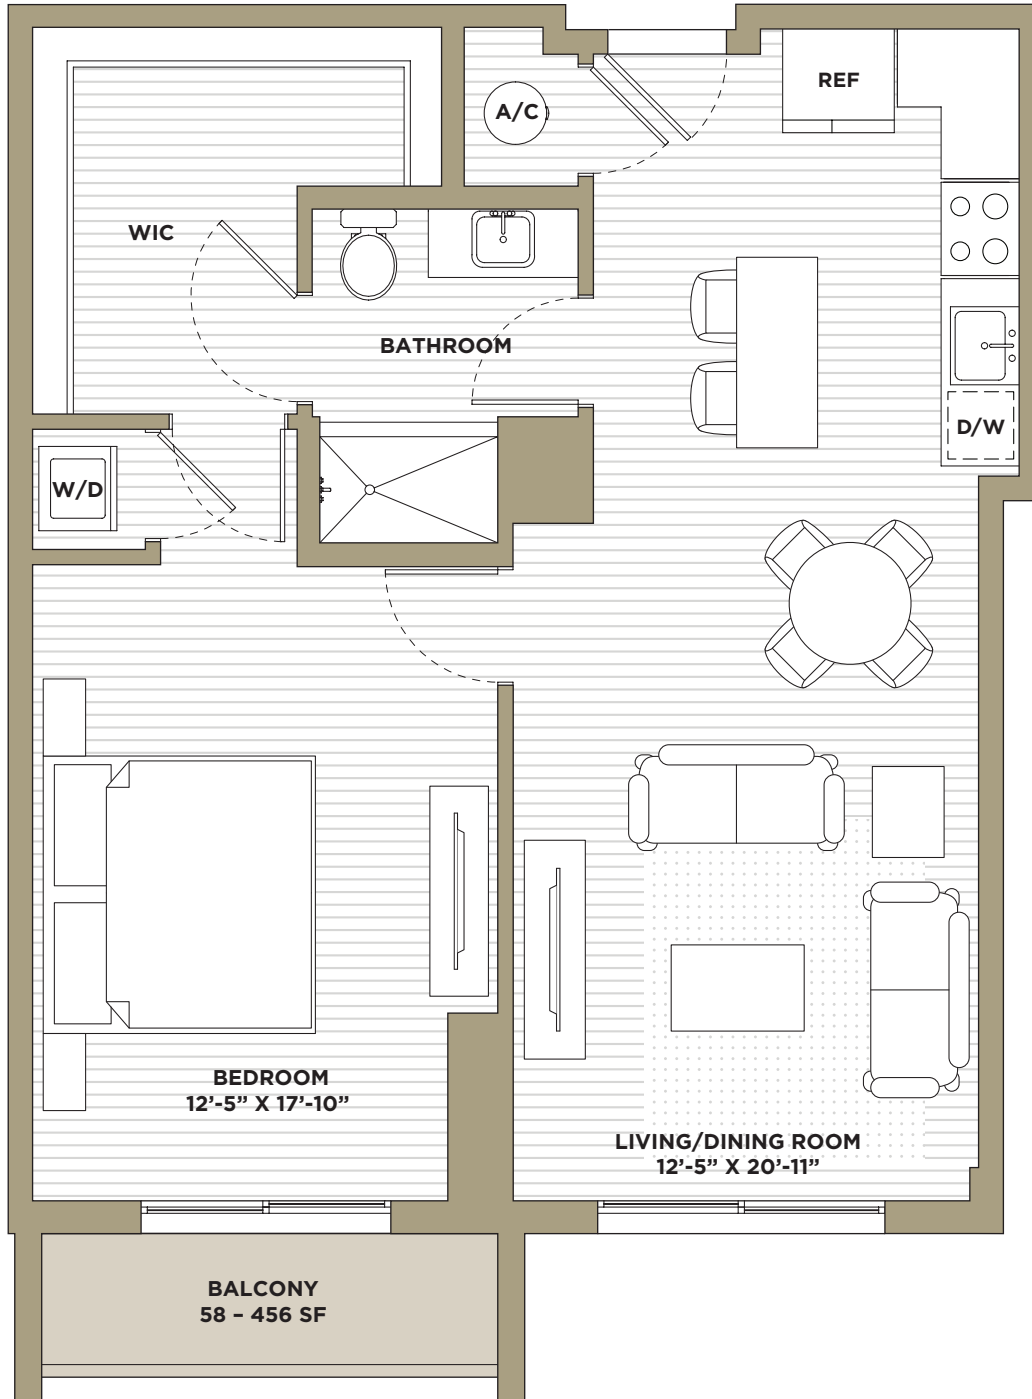 REF
A/C
WIC
BATHROOM
D/W
W/D
BEDROOM
12’-5” X 17’-10”
LIVING/DINING ROOM
12’-5” X 20’-11”
BALCONY
58 – 456 SF